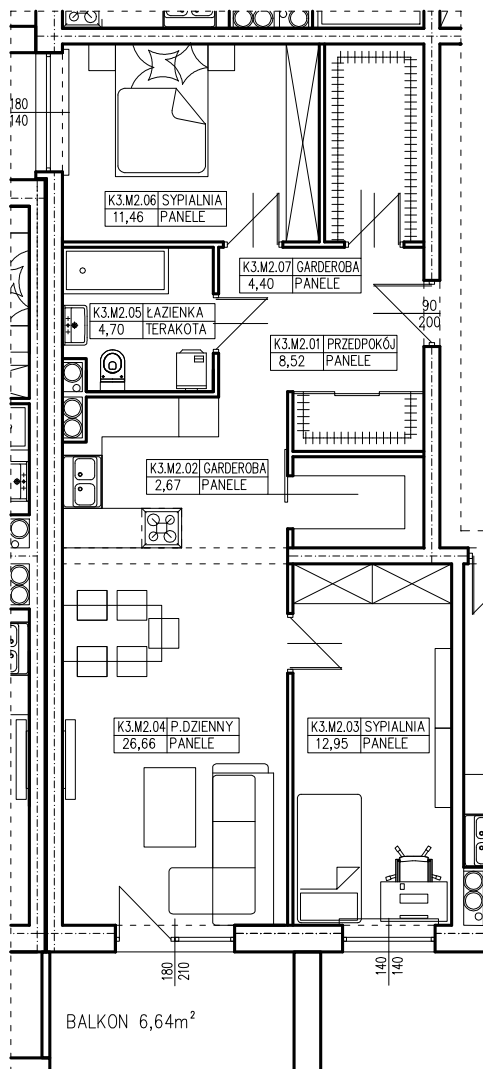 180
140
K3.M2.06 SYPIALNIA
11,46 PANELE
K3.M2.07 GARDEROBA
4,40 PANELE
K3.M2.05 ŁAZIENKA
4,70 TERAKOTA
90
200
K3.M2.01 PRZEDPOKÓJ
8,52 PANELE
K3.M2.02 GARDEROBA
2,67 PANELE
K3.M2.04 P.DZIENNY
26,66 PANELE
K3.M2.03 SYPIALNIA
12,95 PANELE
180
210
140
140
BALKON 6,64m²